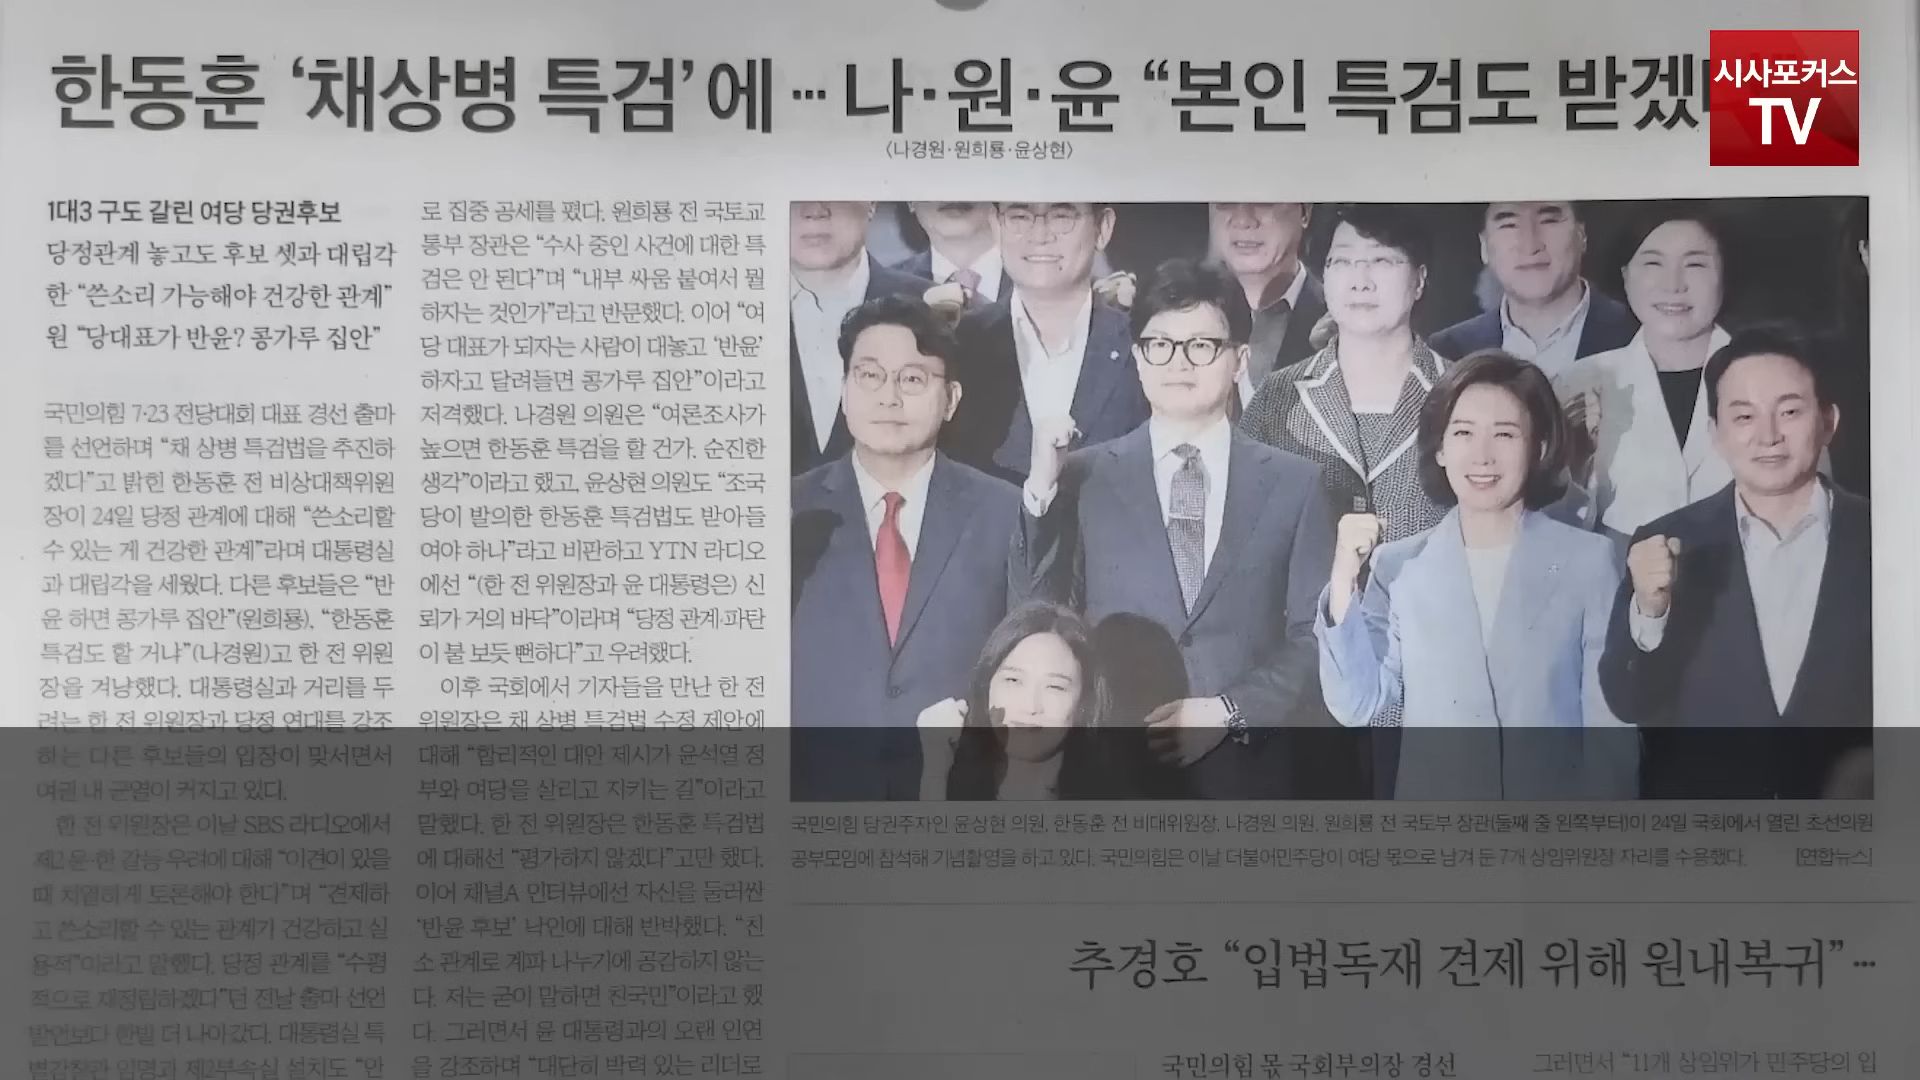 한동훈 ‘채상병 특검’에… 나·원·윤 “본인 특검도 받겠
시사포커스
TV
〈나경원·원희룡·윤상현〉
1대3 구도 갈린 여당 당권후보
당정관계 놓고도 후보 셋과 대립각
한 “쓴소리 가능해야 건강한 관계”
원 “당대표가 반윤? 콩가루 집안”
국민의힘 7·23 전당대회 대표 경선 출마
를 선언하며 “채 상병 특검법을 추진하
겠다”고 밝힌 한동훈 전 비상대책위원
장이 24일 당정 관계에 대해 “쓴소리할
수 있는 게 건강한 관계”라며 대통령실
과 대립각을 세웠다. 다른 후보들은 “반
윤 하면 콩가루 집안”(원희룡), “한동훈
특검도 할 거냐”(나경원)고 한 전 위원
장을 겨냥했다. 대통령실과 거리를 두
려는 한 전 위원장과 당정 연대를 강조
하는 다른 후보들의 입장이 맞서면서
여권 내 균열이 커지고 있다.
한 전 위원장은 이날 SBS 라디오에서
제2 윤·한 갈등 우려에 대해 “이견이 있을
때 치열하게 토론해야 한다”며 “견제하
고 쓴소리할 수 있는 관계가 건강하고 실
용적”이라고 말했다. 당정 관계를 “수평
적으로 재정립하겠다”던 전날 출마 선언
발언보다 한발 더 나아갔다. 대통령실 특
별감찰관 임명과 제2부속실 설치도 “안
로 집중 공세를 폈다. 원희룡 전 국토교
통부 장관은 “수사 중인 사건에 대한 특
검은 안 된다”며 “내부 싸움 붙여서 뭘
하자는 것인가”라고 반문했다. 이어 “여
당 대표가 되자는 사람이 대놓고 ‘반윤’
하자고 달려들면 콩가루 집안”이라고
저격했다. 나경원 의원은 “여론조사가
높으면 한동훈 특검을 할 건가. 순진한
생각”이라고 했고, 윤상현 의원도 “조국
당이 발의한 한동훈 특검법도 받아들
여야 하나”라고 비판하고 YTN 라디오
에선 “(한 전 위원장과 윤 대통령은) 신
뢰가 거의 바닥”이라며 “당정 관계 파탄
이 불 보듯 뻔하다”고 우려했다.
이후 국회에서 기자들을 만난 한 전
위원장은 채 상병 특검법 수정 제안에
대해 “합리적인 대안 제시가 윤석열 정
부와 여당을 살리고 지키는 길”이라고
말했다. 한 전 위원장은 한동훈 특검법
에 대해선 “평가하지 않겠다”고만 했다.
이어 채널A 인터뷰에선 자신을 둘러싼
‘반윤 후보’ 낙인에 대해 반박했다. “친
소 관계로 계파 나누기에 공감하지 않는
다. 저는 굳이 말하면 친국민”이라고 했
다. 그러면서 윤 대통령과의 오랜 인연
을 강조하며 “대단히 박력 있는 리더로
국민의힘 당권주자인 윤상현 의원, 한동훈 전 비대위원장, 나경원 의원, 원희룡 전 국토부 장관(둘째 줄 왼쪽부터)이 24일 국회에서 열린 초선의원
공부모임에 참석해 기념촬영을 하고 있다. 국민의힘은 이날 더불어민주당이 여당 몫으로 남겨 둔 7개 상임위원장 자리를 수용했다. [연합뉴스]
추경호 “입법독재 견제 위해 원내복귀”…
국민의힘 몫 국회부의장 경선
그러면서 “11개 상임위가 민주당의 입